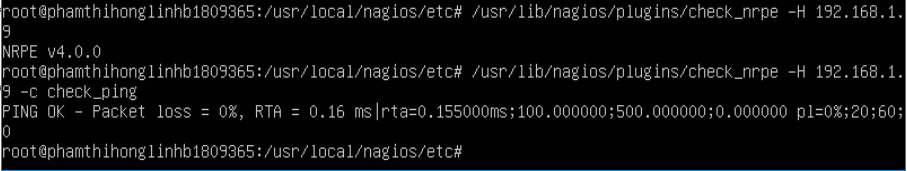 root@phamthihonglinhb1809365:/usr/local/nagios/etc# /usr/lib/nagios/plugins/check_nrpe -H 192.168.1.
9
NRPE v4.0.0
root@phamthihonglinhb1809365:/usr/local/nagios/etc# /usr/lib/nagios/plugins/check_nrpe -H 192.168.1.
9 -c check_ping
PING OK - Packet loss = 0%, RTA = 0.16 ms|rta=0.155000ms;100.000000;500.000000;0.000000 pl=0%;20;60;
0
root@phamthihonglinhb1809365:/usr/local/nagios/etc#